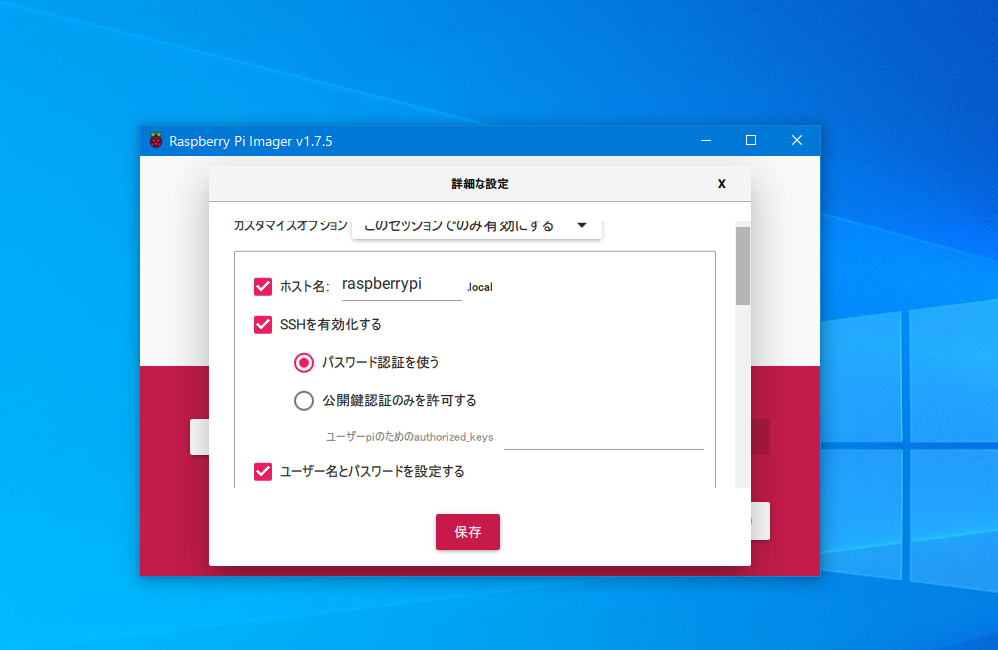 Raspberry Pi Imager v1.7.5
詳細な設定
X
カスタマイズオプション このセッションでのみ有効にする
ホスト名: raspberrypi .local
SSHを有効化する
パスワード認証を使う
公開鍵認証のみを許可する
ユーザーpiのためのauthorized_keys
ユーザー名とパスワードを設定する
保存